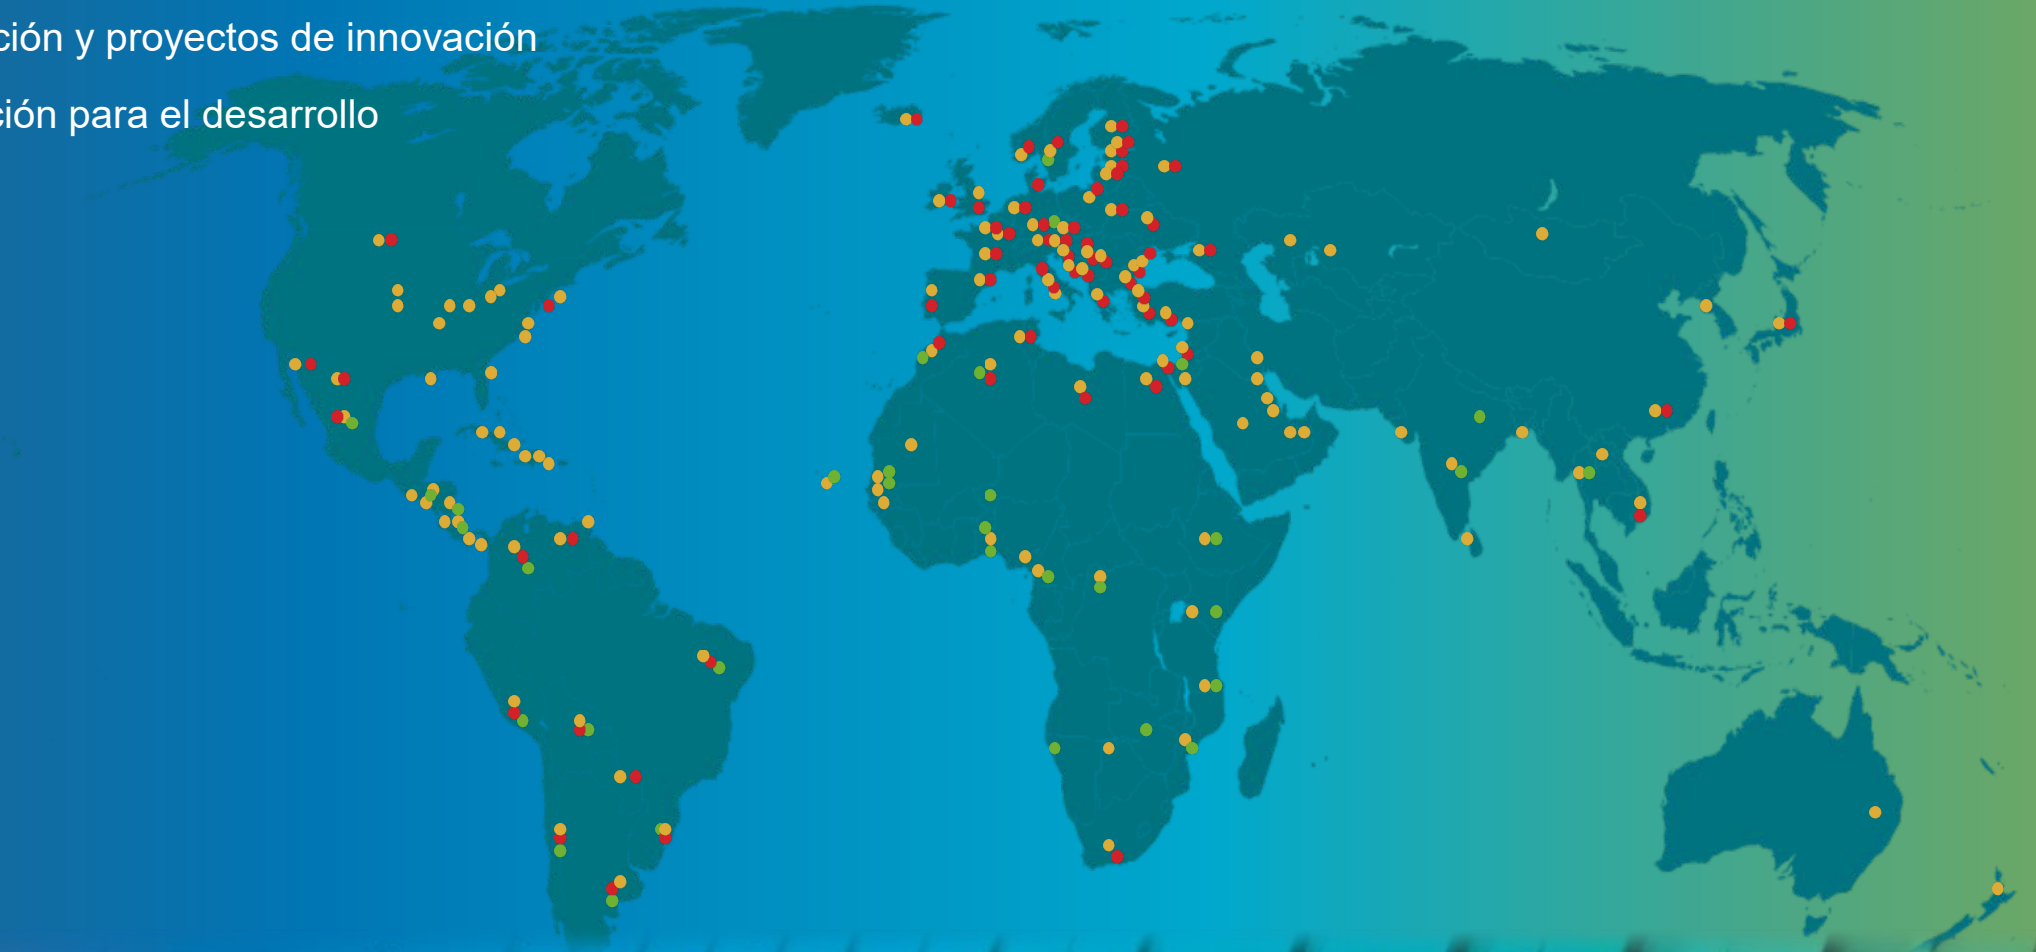 ción y proyectos de innovación
ción para el desarrollo